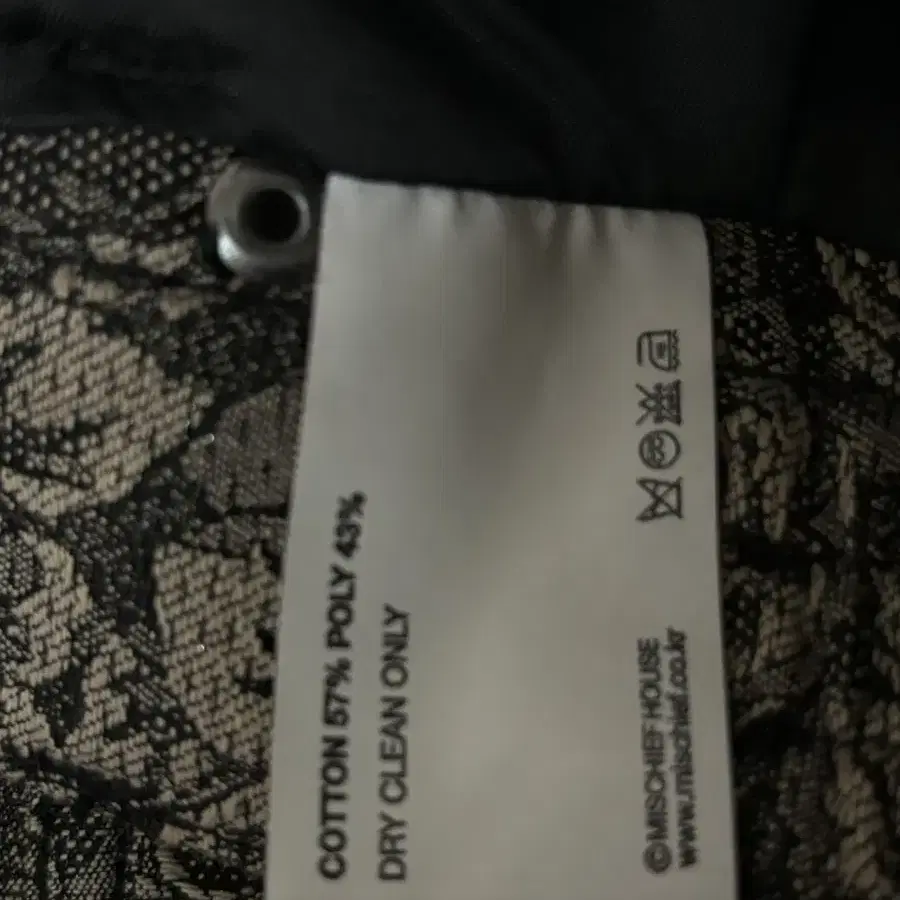 COTTON 57% POLY 43%
DRY CLEAN ONLY
©MISCHIEF HOUSE
www.mischief.co.kr